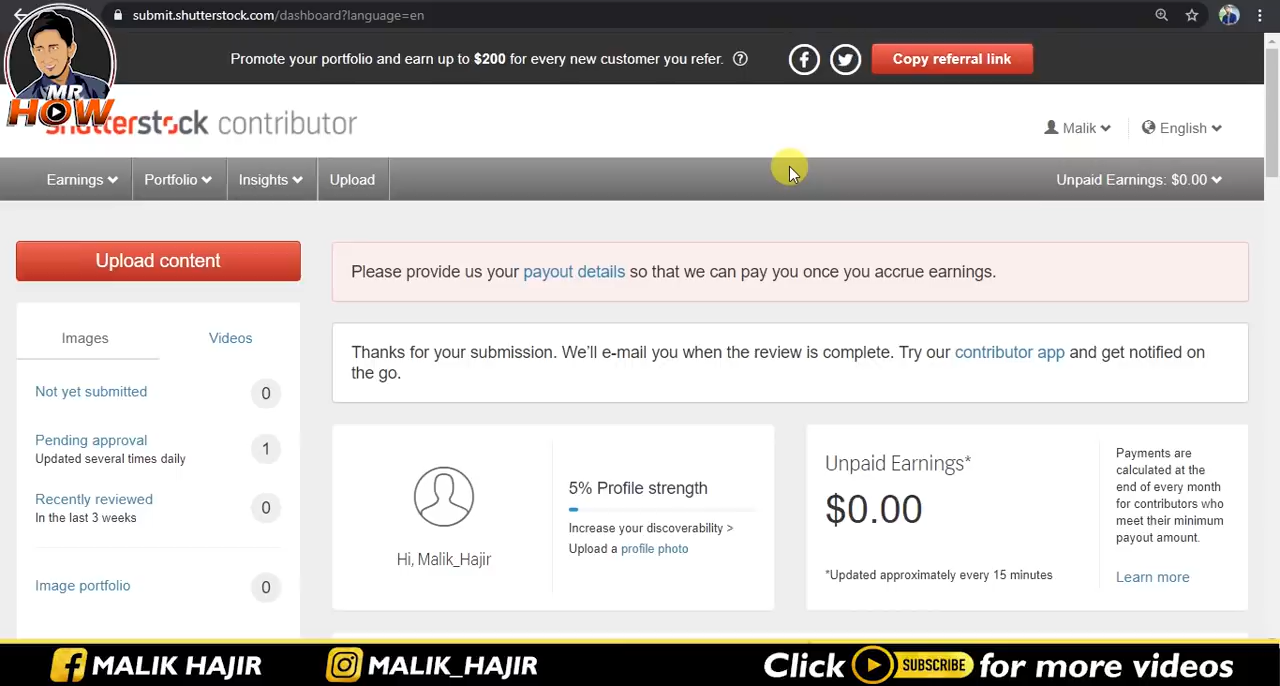 submit.shutterstock.com/dashboard?language=en
Promote your portfolio and earn up to $200 for every new customer you refer.
Copy referral link
MR
HOW
shutterstock contributor
Malik
English
Earnings
Portfolio
Insights
Upload
Unpaid Earnings: $0.00
Upload content
Please provide us your payout details so that we can pay you once you accrue earnings.
Images
Videos
Thanks for your submission. We’ll e-mail you when the review is complete. Try our contributor app and get notified on
the go.
Not yet submitted
0
Pending approval
1
Updated several times daily
Recently reviewed
0
In the last 3 weeks
Image portfolio
0
Hi, Malik_Hajir
5% Profile strength
Increase your discoverability >
Upload a profile photo
Unpaid Earnings*
$0.00
*Updated approximately every 15 minutes
Payments are
calculated at the
end of every month
for contributors who
meet their minimum
payout amount.
Learn more
MALIK HAJIR
MALIK_HAJIR
Click SUBSCRIBE for more videos